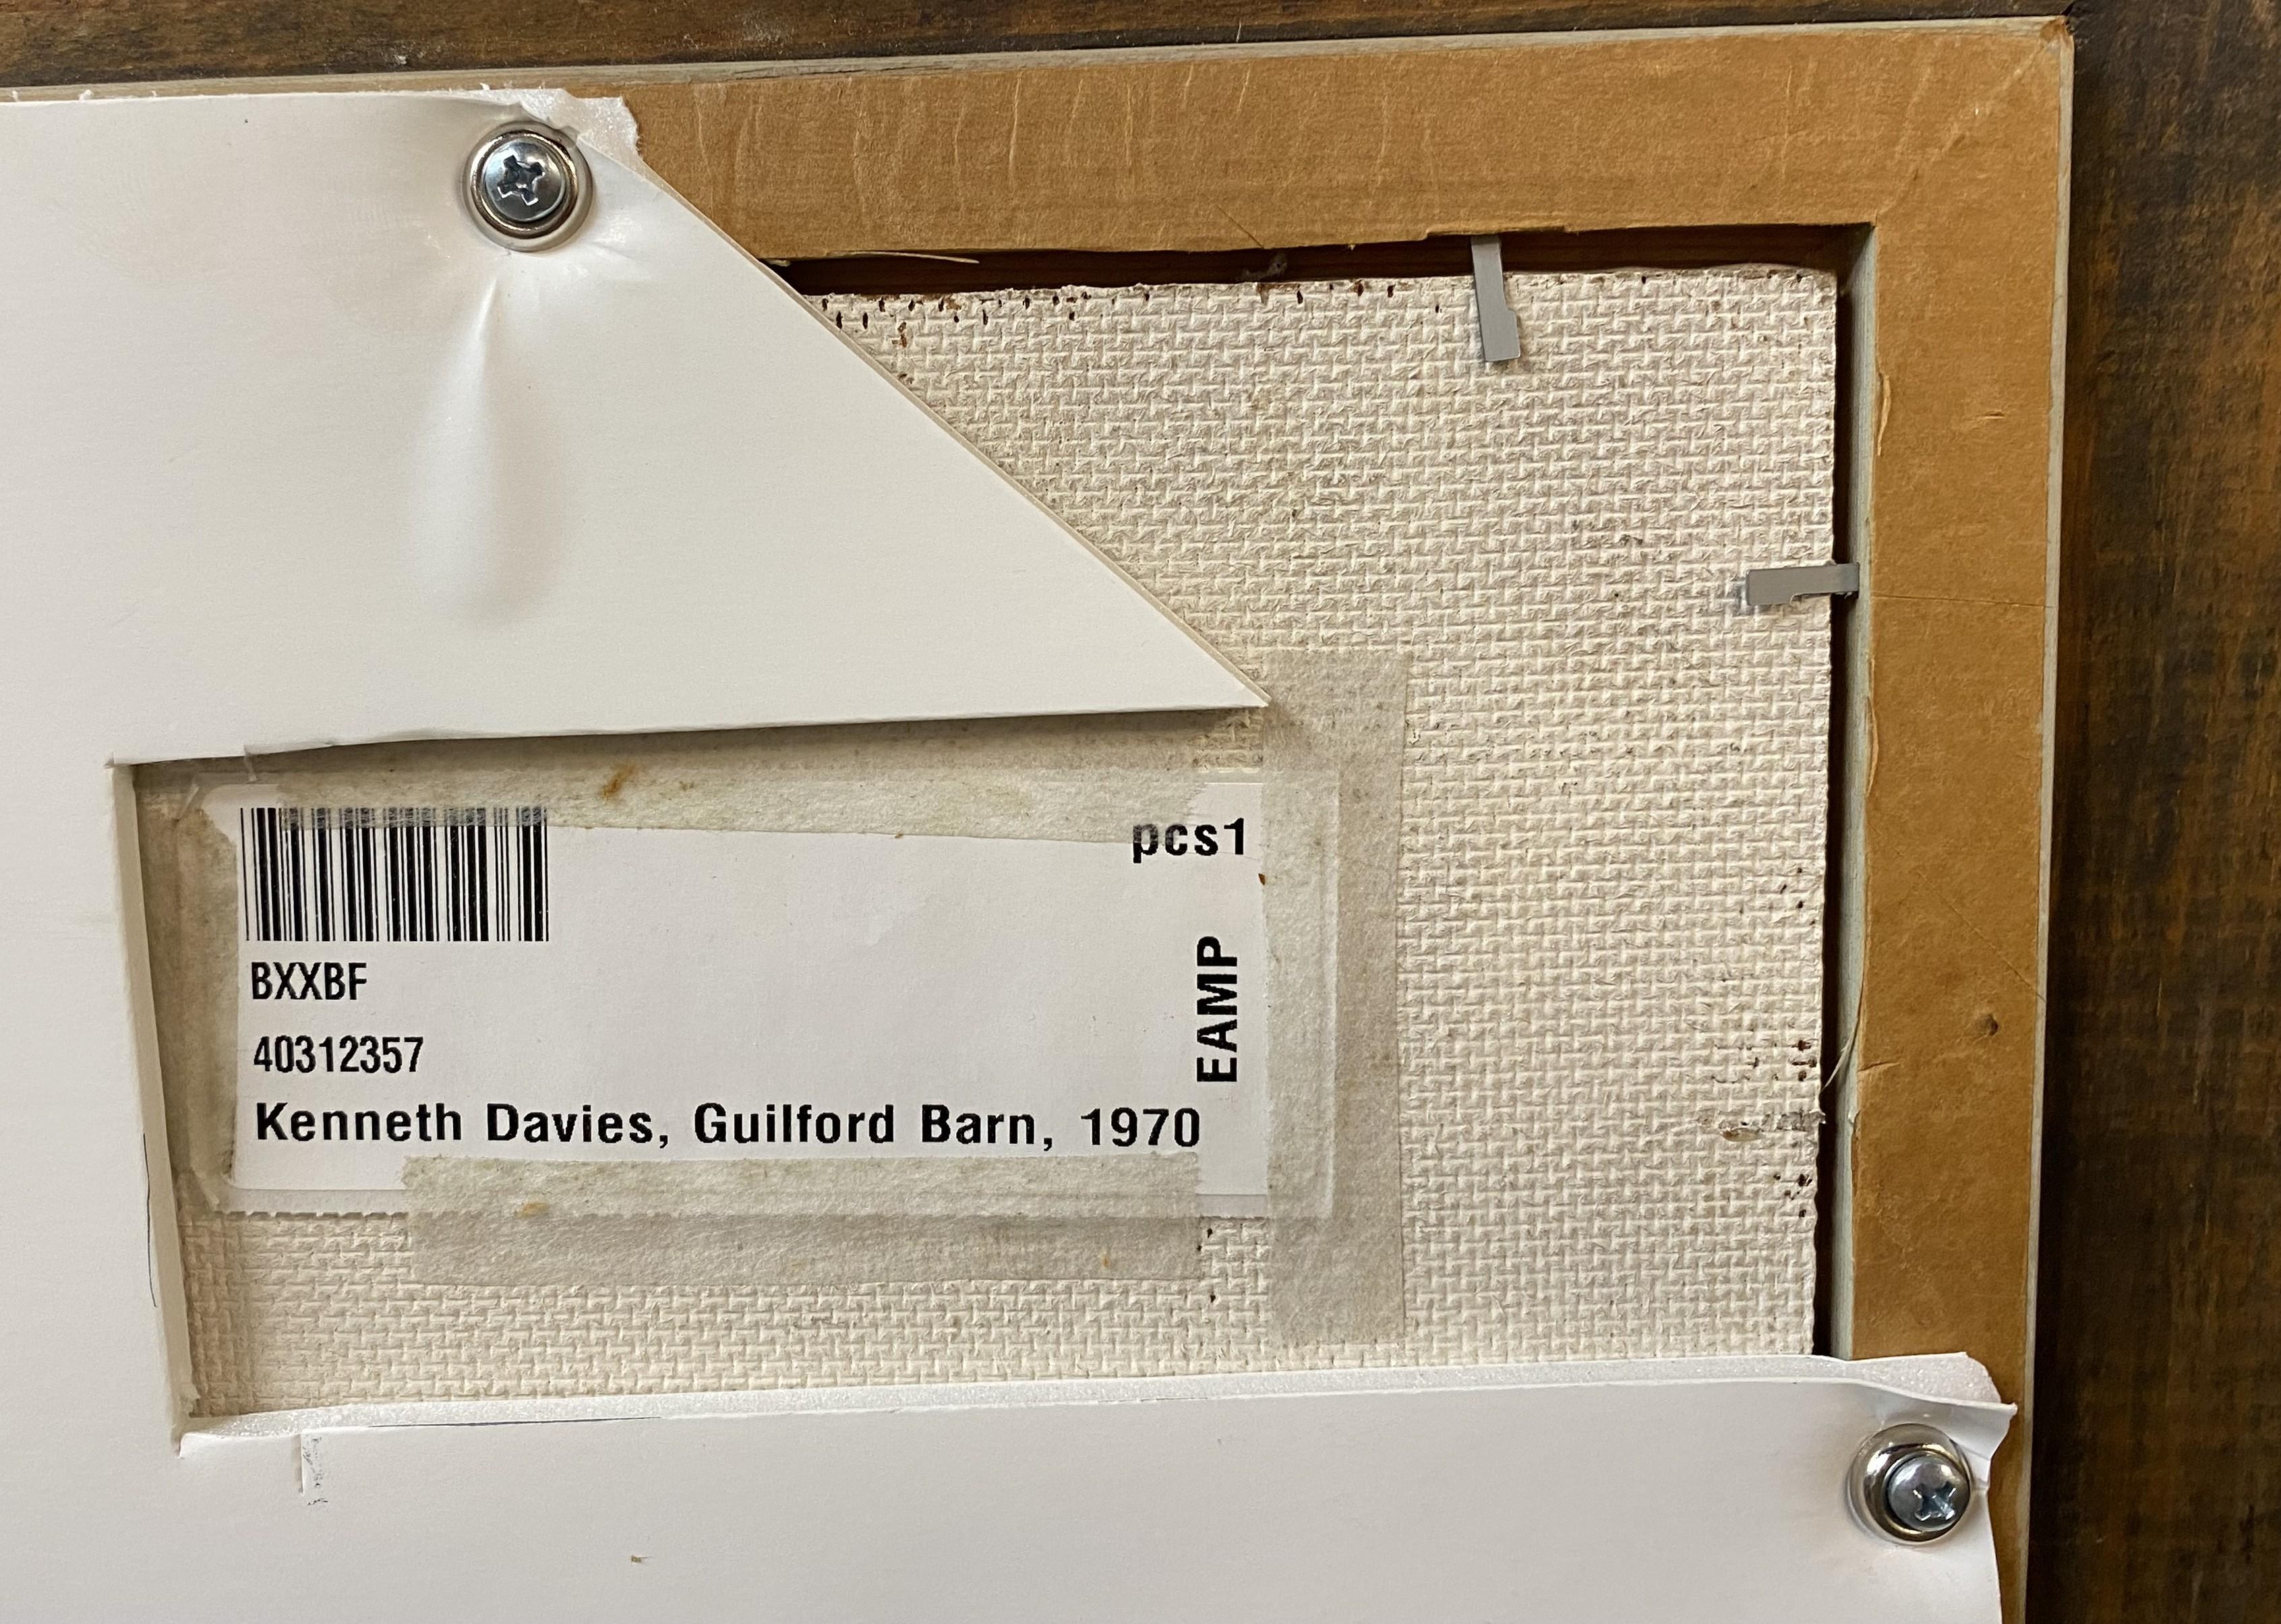 pcs1
BXXBF
40312357
Kenneth Davies, Guilford Barn, 1970
EAMP